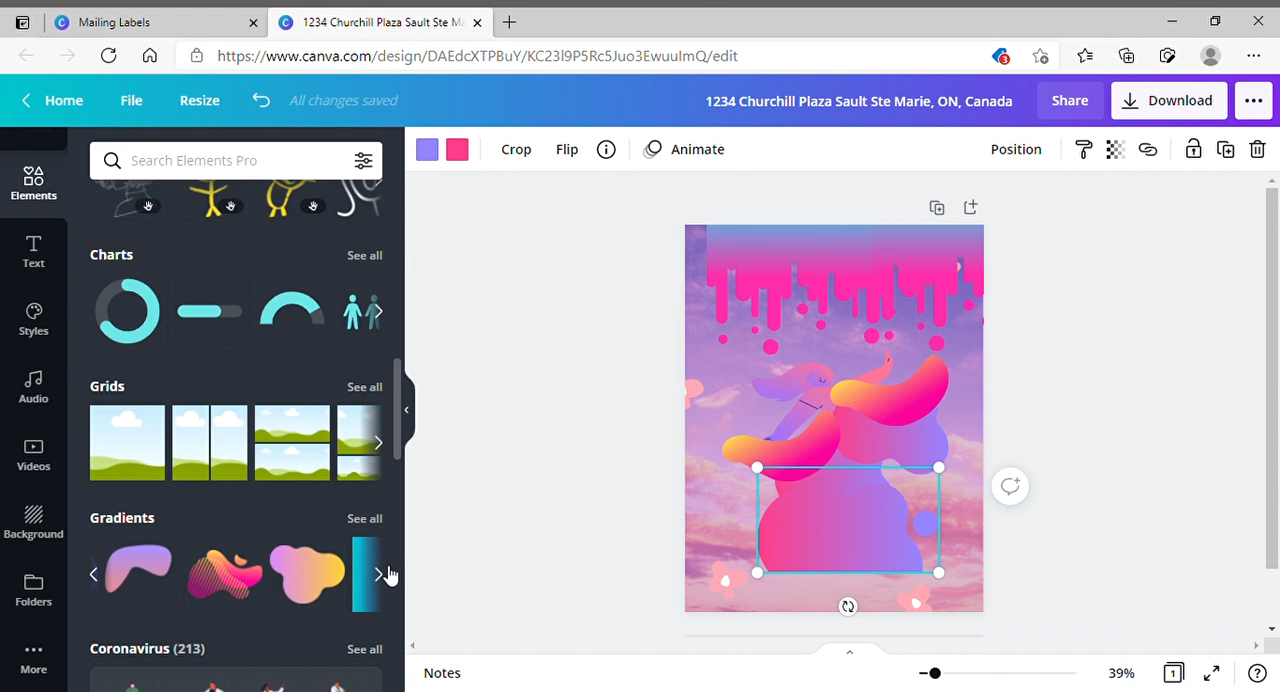 Mailing Labels
1234 Churchill Plaza Sault Ste Ma
https://www.canva.com/design/DAEdcXTPBuY/KC23l9P5Rc5Juo3EwuuImQ/edit
3
Home
File
Resize
All changes saved
1234 Churchill Plaza Sault Ste Marie, ON, Canada
Share
Download
Search Elements Pro
Crop
Flip
Animate
Position
Elements
Text
Styles
Audio
Videos
Background
Folders
More
Charts
See all
Grids
See all
Gradients
See all
Coronavirus (213)
See all
Notes
39%
1